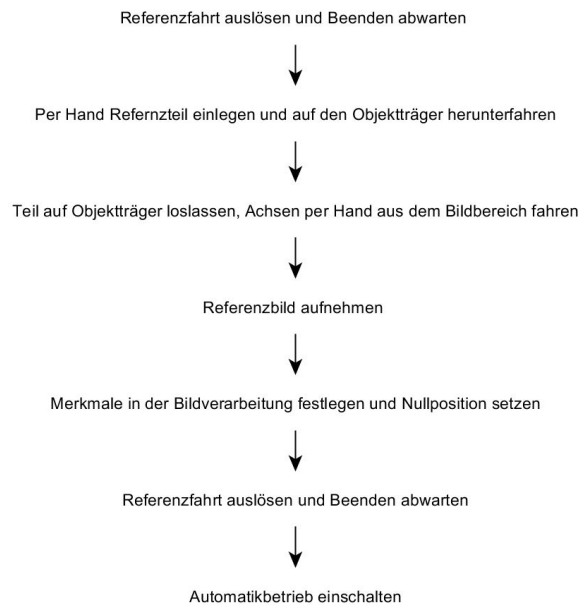 Referenzfahrt auslösen und Beenden abwarten
Per Hand Refernzteil einlegen und auf den Objektträger herunterfahren
Teil auf Objektträger loslassen, Achsen per Hand aus dem Bildbereich fahren
Referenzbild aufnehmen
Merkmale in der Bildverarbeitung festlegen und Nullposition setzen
Referenzfahrt auslösen und Beenden abwarten
Automatikbetrieb einschalten